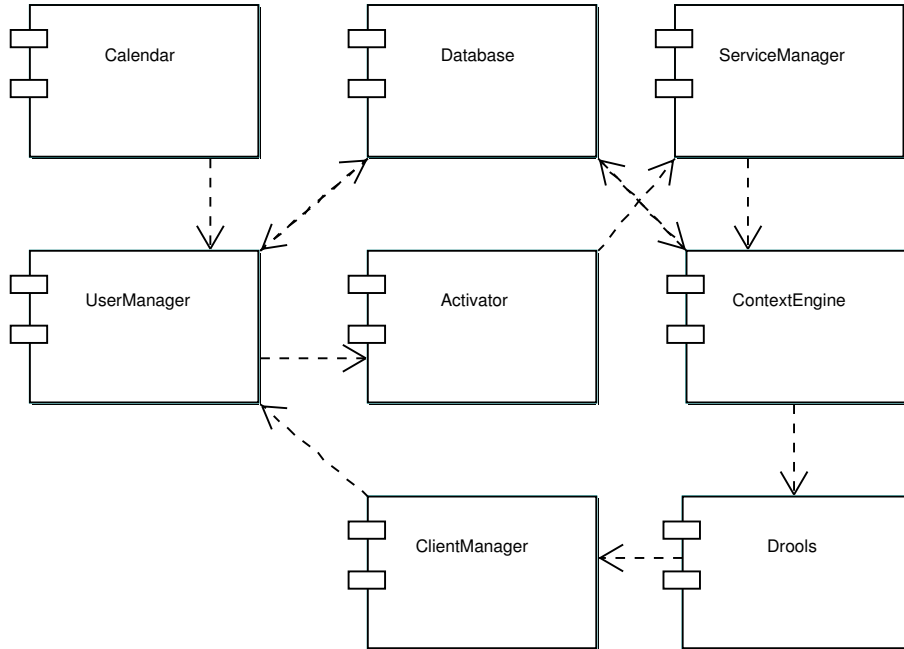 Calendar
Database
ServiceManager
UserManager
Activator
ContextEngine
ClientManager
Drools